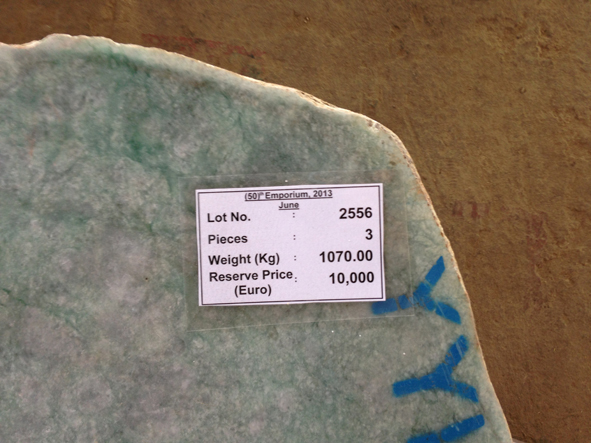 (50)th Emporium, 2013
June
Lot No. : 2556
Pieces : 3
Weight (Kg) : 1070.00
Reserve Price : 10,000
(Euro)
YY